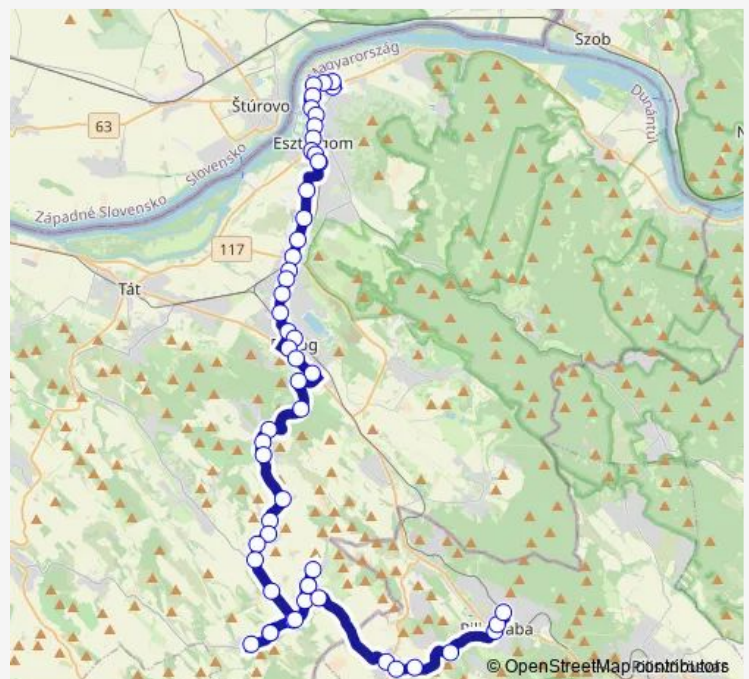 Szob
Magyarország
Štúrovo
63
Dunántúl
Slovensko
Západné Slovensko
117
Tát
© OpenStreetMap contributors